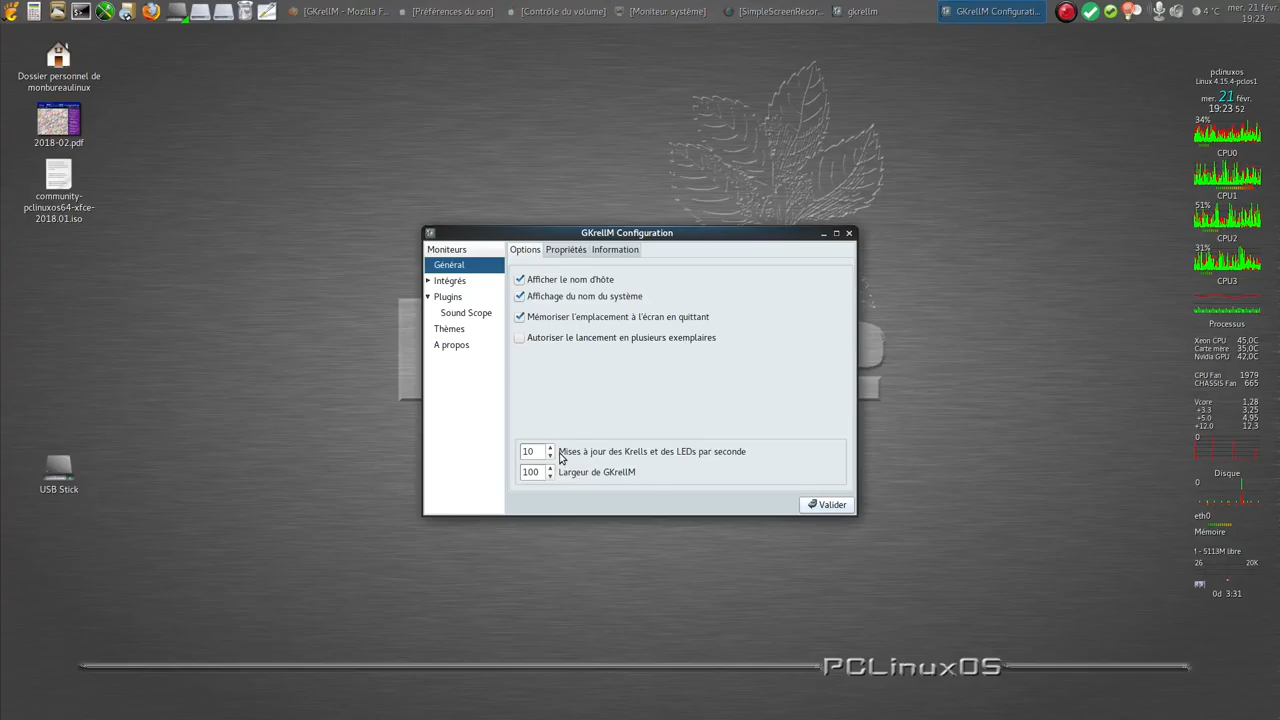 [GKrellM - Mozilla F...
[Préférences du son]
[Contrôle du volume]
[Moniteur système]
[SimpleScreenRecor...
gkrellm
GKrellM Configurati...
4 °C
mer. 21 févr.
19:23
Dossier personnel de
monbureaulinux
2018-02.pdf
community-
pclinuxos64-xfce-
2018.01.iso
USB Stick
GKrellM Configuration
Moniteurs
Général
Intégrés
Plugins
Sound Scope
Thèmes
A propos
Options
Propriétés
Information
Afficher le nom d'hôte
Affichage du nom du système
Mémoriser l'emplacement à l'écran en quittant
Autoriser le lancement en plusieurs exemplaires
10 Mises à jour des Krells et des LEDs par seconde
100 Largeur de GKrellM
Valider
pclinuxos
Linux 4.15.4-pclos1
mer. 21 févr.
19:23 52
34%
CPU0
CPU1
51%
CPU2
31%
CPU3
Processus
Xeon CPU 45,0C
Carte mère 35,0C
Nvidia GPU 42,0C
CPU Fan 1979
CHASSIS Fan 665
Vcore 1,28
+3.3 3,25
+5.0 4,95
+12.0 12,3
0
Disque
0
eth0
Mémoire
- 5113M libre
26 20K
0d 3:31
PCLinuxOS